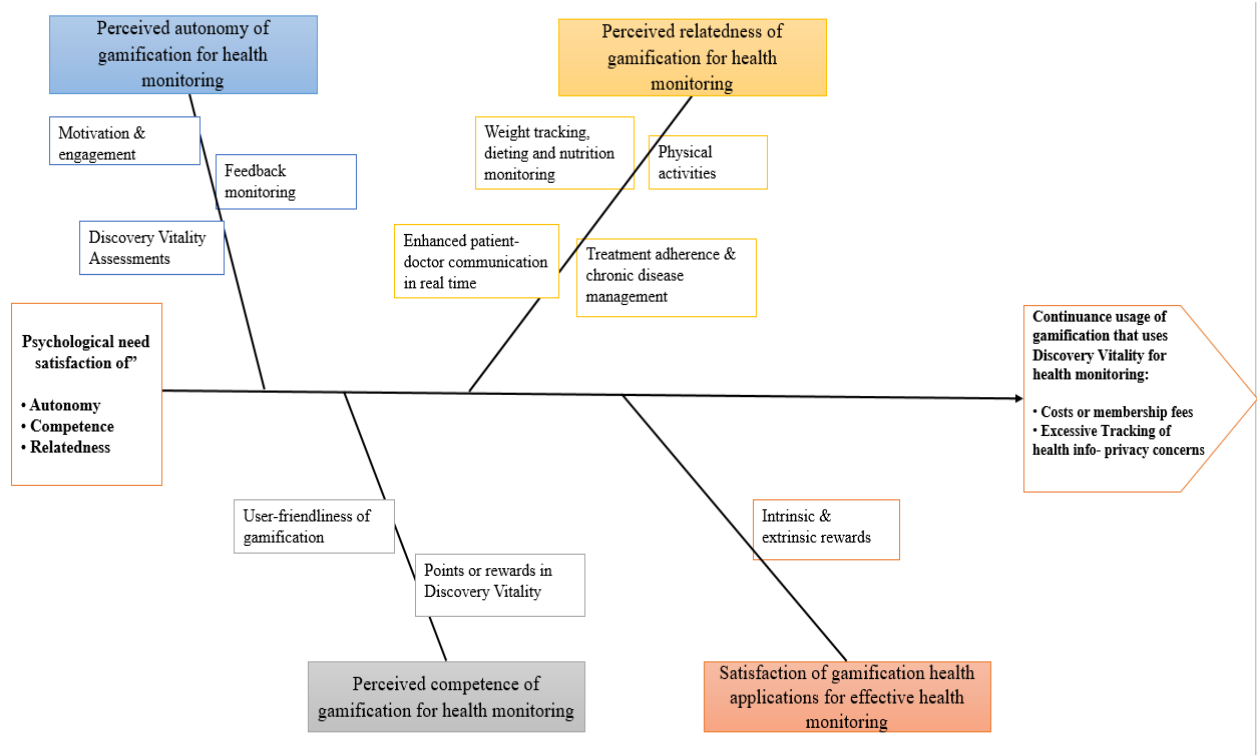 Perceived autonomy of
gamification for health
monitoring
Perceived relatedness of
gamification for health
monitoring
Motivation &
engagement
Feedback
monitoring
Discovery Vitality
Assessments
Weight tracking,
dieting and nutrition
monitoring
Physical
activities
Enhanced patient-
doctor communication
in real time
Treatment adherence &
chronic disease
management
Psychological need
satisfaction of”
• Autonomy
• Competence
• Relatedness
Continuance usage of
gamification that uses
Discovery Vitality for
health monitoring:
• Costs or membership fees
• Excessive Tracking of
health info- privacy concerns
User-friendliness of
gamification
Points or rewards in
Discovery Vitality
Intrinsic &
extrinsic rewards
Perceived competence of
gamification for health monitoring
Satisfaction of gamification health
applications for effective health
monitoring